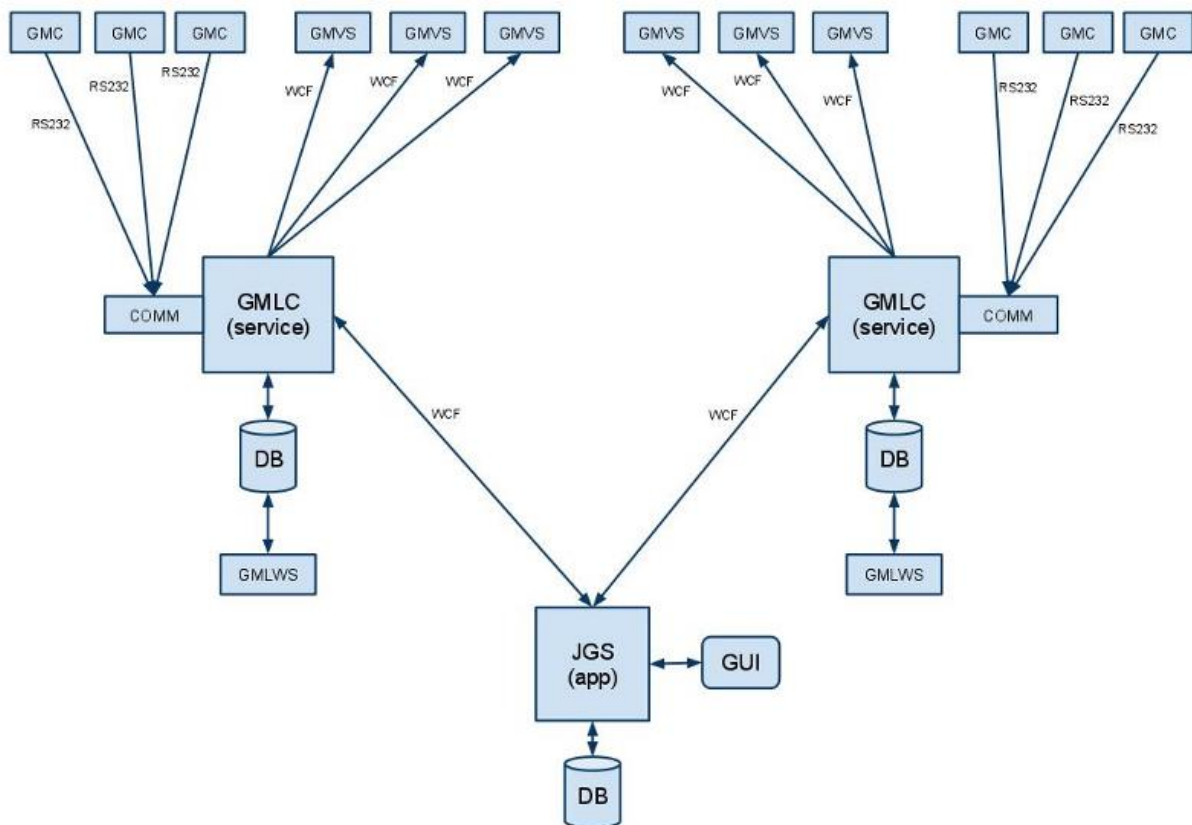 GMC
GMC
GMC
GMVS
GMVS
GMVS
GMVS
GMVS
GMVS
GMC
GMC
GMC
RS232
RS232
RS232
WCF
WCF
WCF
WCF
WCF
WCF
RS232
RS232
RS232
COMM
GMLC
(service)
GMLC
(service)
COMM
WCF
WCF
DB
DB
GMLWS
GMLWS
JGS
(app)
GUI
DB